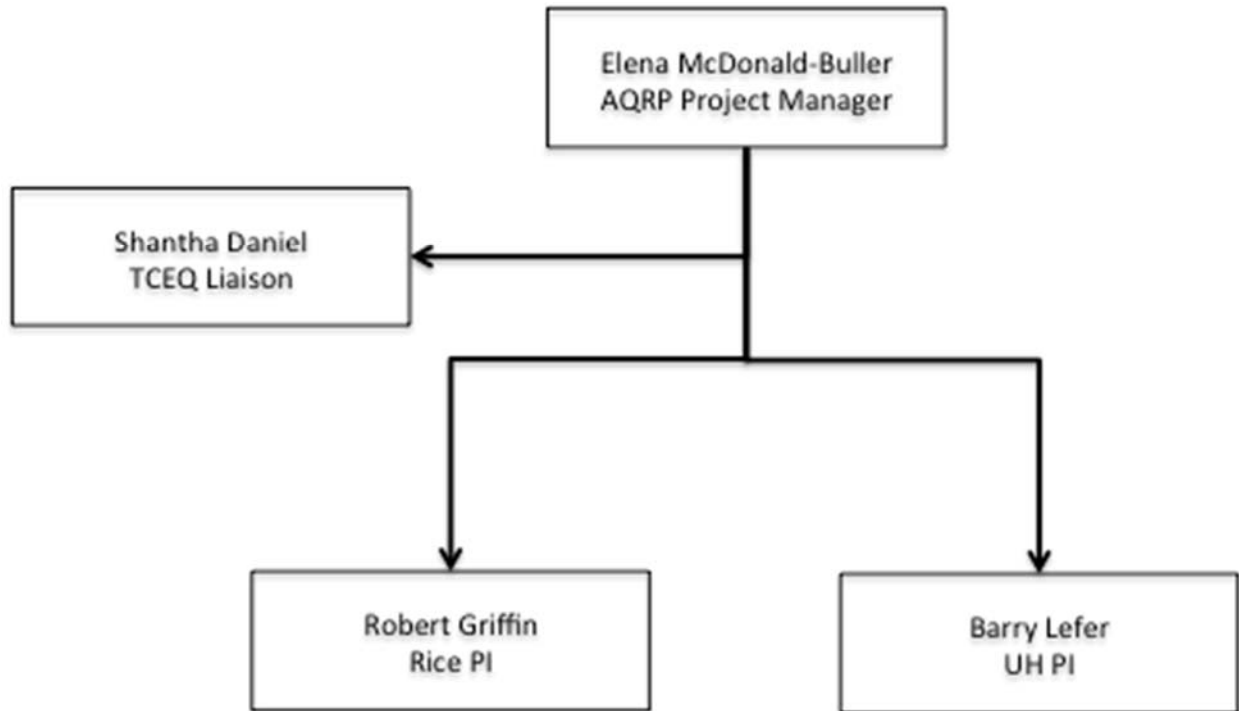 Elena McDonald-Buller
AQRP Project Manager
Shantha Daniel
TCEQ Liaison
Robert Griffin
Rice PI
Barry Lefer
UH PI